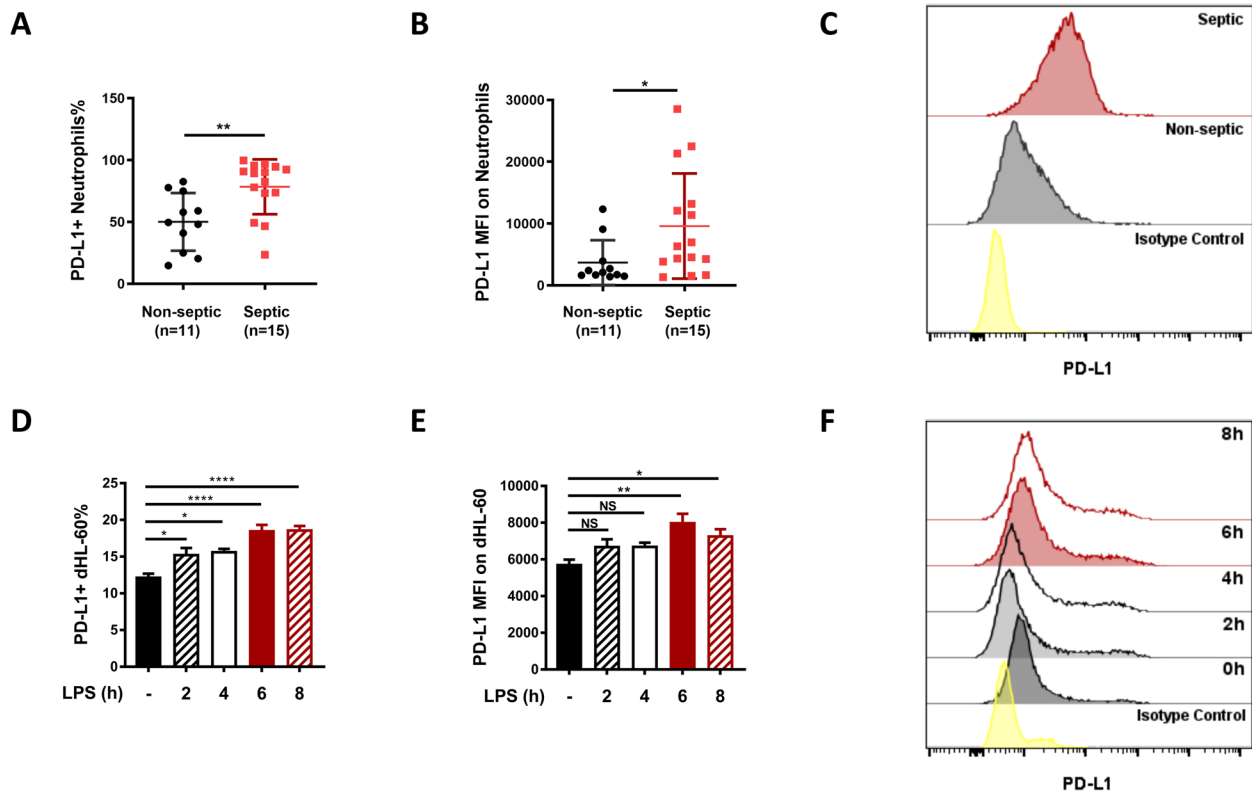 A
PD-L1+ Neutrophils%
150
100
50
0
**
Non-septic
(n=11)
Septic
(n=15)
B
PD-L1 MFI on Neutrophils
30000
20000
10000
0
*
Non-septic
(n=11)
Septic
(n=15)
C
Septic
Non-septic
Isotype Control
PD-L1
D
PD-L1+ dHL-60%
25
20
15
10
5
0
****
****
*
*
LPS (h) - 2 4 6 8
E
PD-L1 MFI on dHL-60
10000
8000
6000
4000
2000
0
*
**
NS
NS
LPS (h) - 2 4 6 8
F
8h
6h
4h
2h
0h
Isotype Control
PD-L1